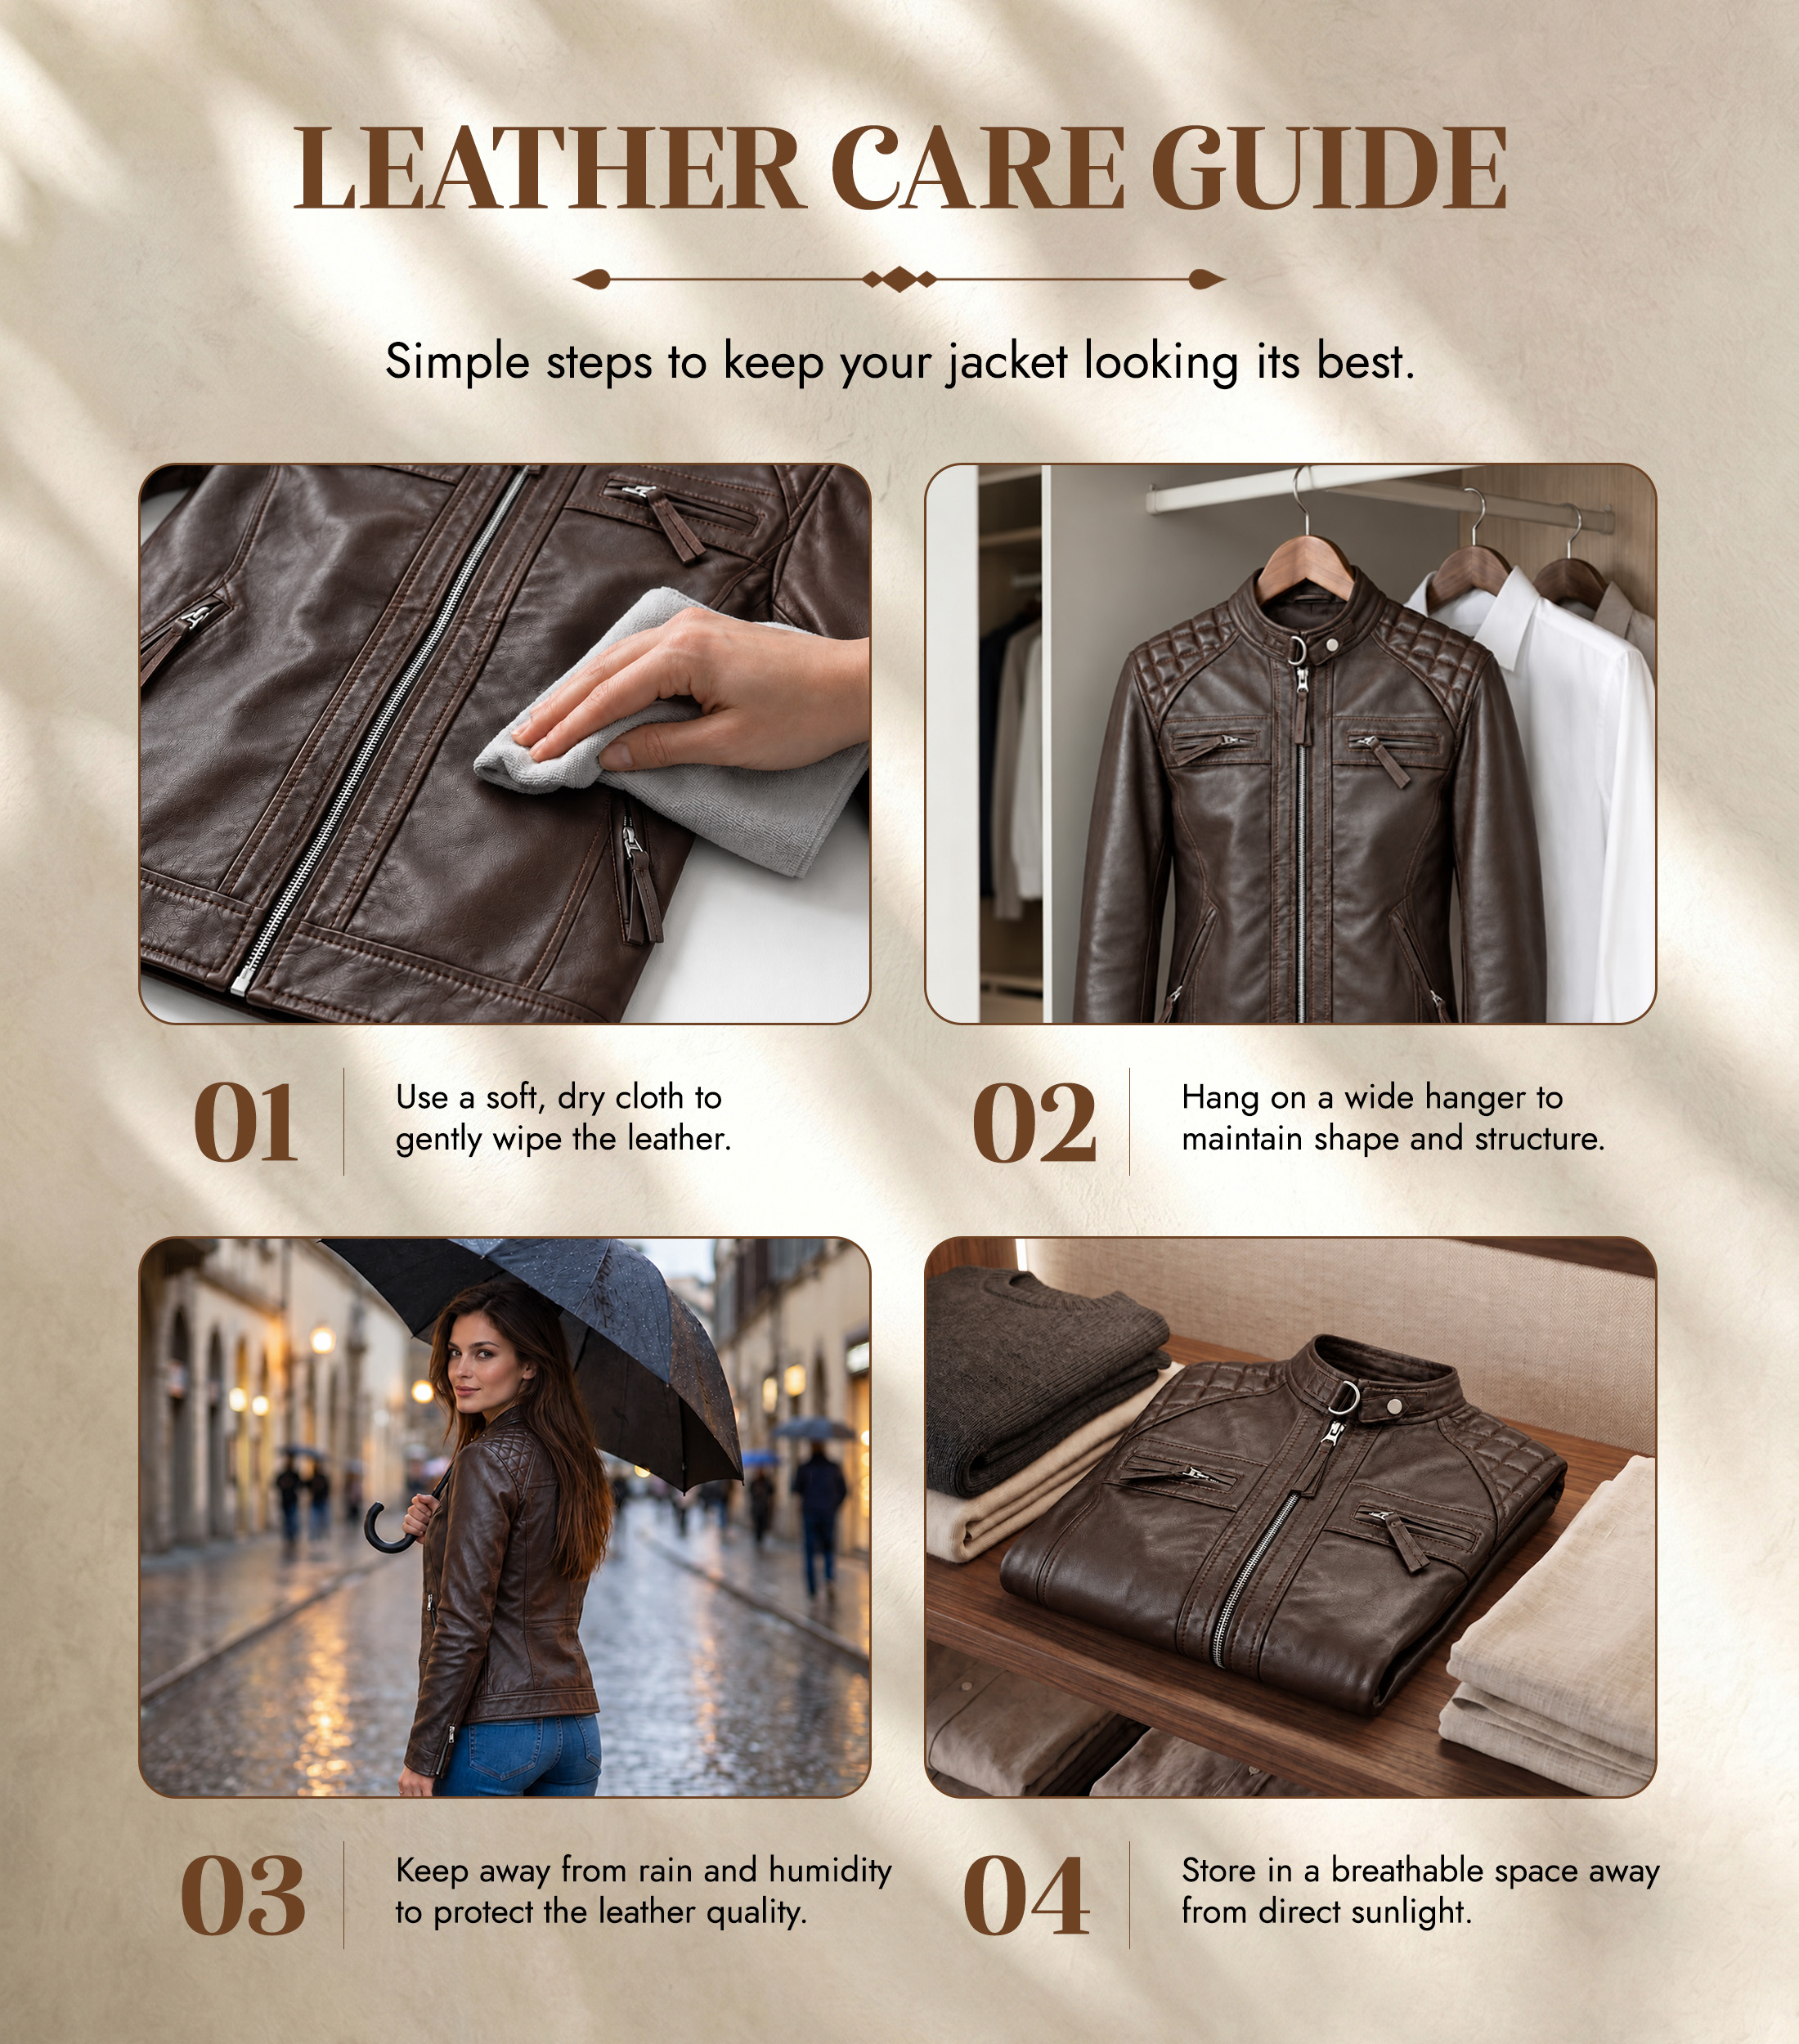 LEATHER CARE GUIDE
Simple steps to keep your jacket looking its best.
01
Use a soft, dry cloth to
gently wipe the leather.
02
Hang on a wide hanger to
maintain shape and structure.
03
Keep away from rain and humidity
to protect the leather quality.
04
Store in a breathable space away
from direct sunlight.